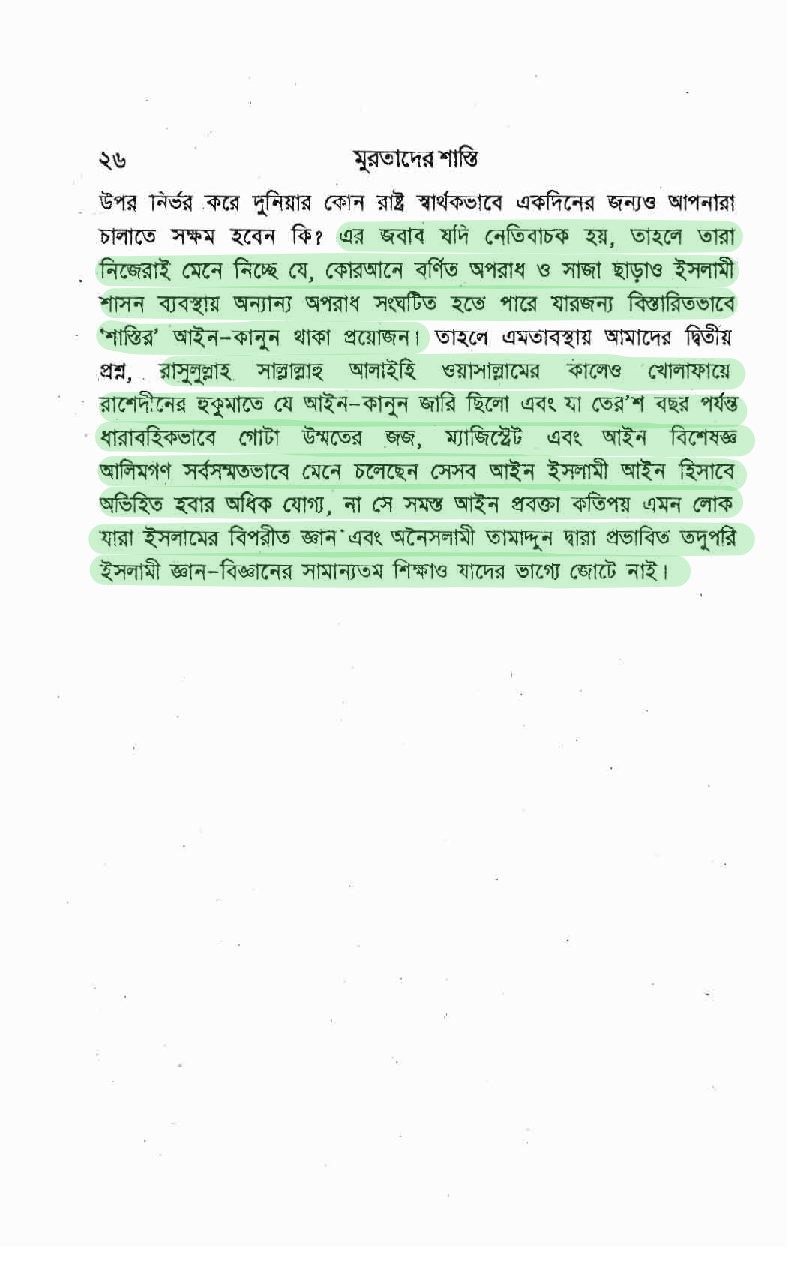 ২৬ মুরতাদের শাস্তি
উপর নির্ভর করে দুনিয়ার কোন রাষ্ট্র স্বার্থকভাবে একদিনের জন্যও আপনারা
চালাতে সক্ষম হবেন কি? এর জবাব যদি নেতিবাচক হয়, তাহলে তারা
নিজেরাই মেনে নিচ্ছে যে, কোরআনে বর্ণিত অপরাধ ও সাজা ছাড়াও ইসলামী
শাসন ব্যবস্থায় অন্যান্য অপরাধ সংঘটিত হতে পারে যারজন্য বিস্তারিতভাবে
'শাস্তির' আইন-কানুন থাকা প্রয়োজন। তাহলে এমতাবস্থায় আমাদের দ্বিতীয়
প্রশ্ন, রাসূলুল্লাহ সাল্লাল্লাহু আলাইহি ওয়াসাল্লামের কালেও খোলাফায়ে
রাশেদীনের হুকুমাতে যে আইন-কানুন জারি ছিলো এবং যা তের'শ বছর পর্যন্ত
ধারাবহিকভাবে গোটা উম্মতের জজ, ম্যাজিস্ট্রেট এবং আইন বিশেষজ্ঞ
আলিমগণ সর্বসম্মতভাবে মেনে চলেছেন সেসব আইন ইসলামী আইন হিসাবে
অভিহিত হবার অধিক যোগ্য, না সে সমস্ত আইন প্রবক্তা কতিপয় এমন লোক
যারা ইসলামের বিপরীত জ্ঞান এবং অনৈসলামী তামাদ্দুন দ্বারা প্রভাবিত তদুপরি
ইসলামী জ্ঞান-বিজ্ঞানের সামান্যতম শিক্ষাও যাদের ভাগ্যে জোটে নাই।